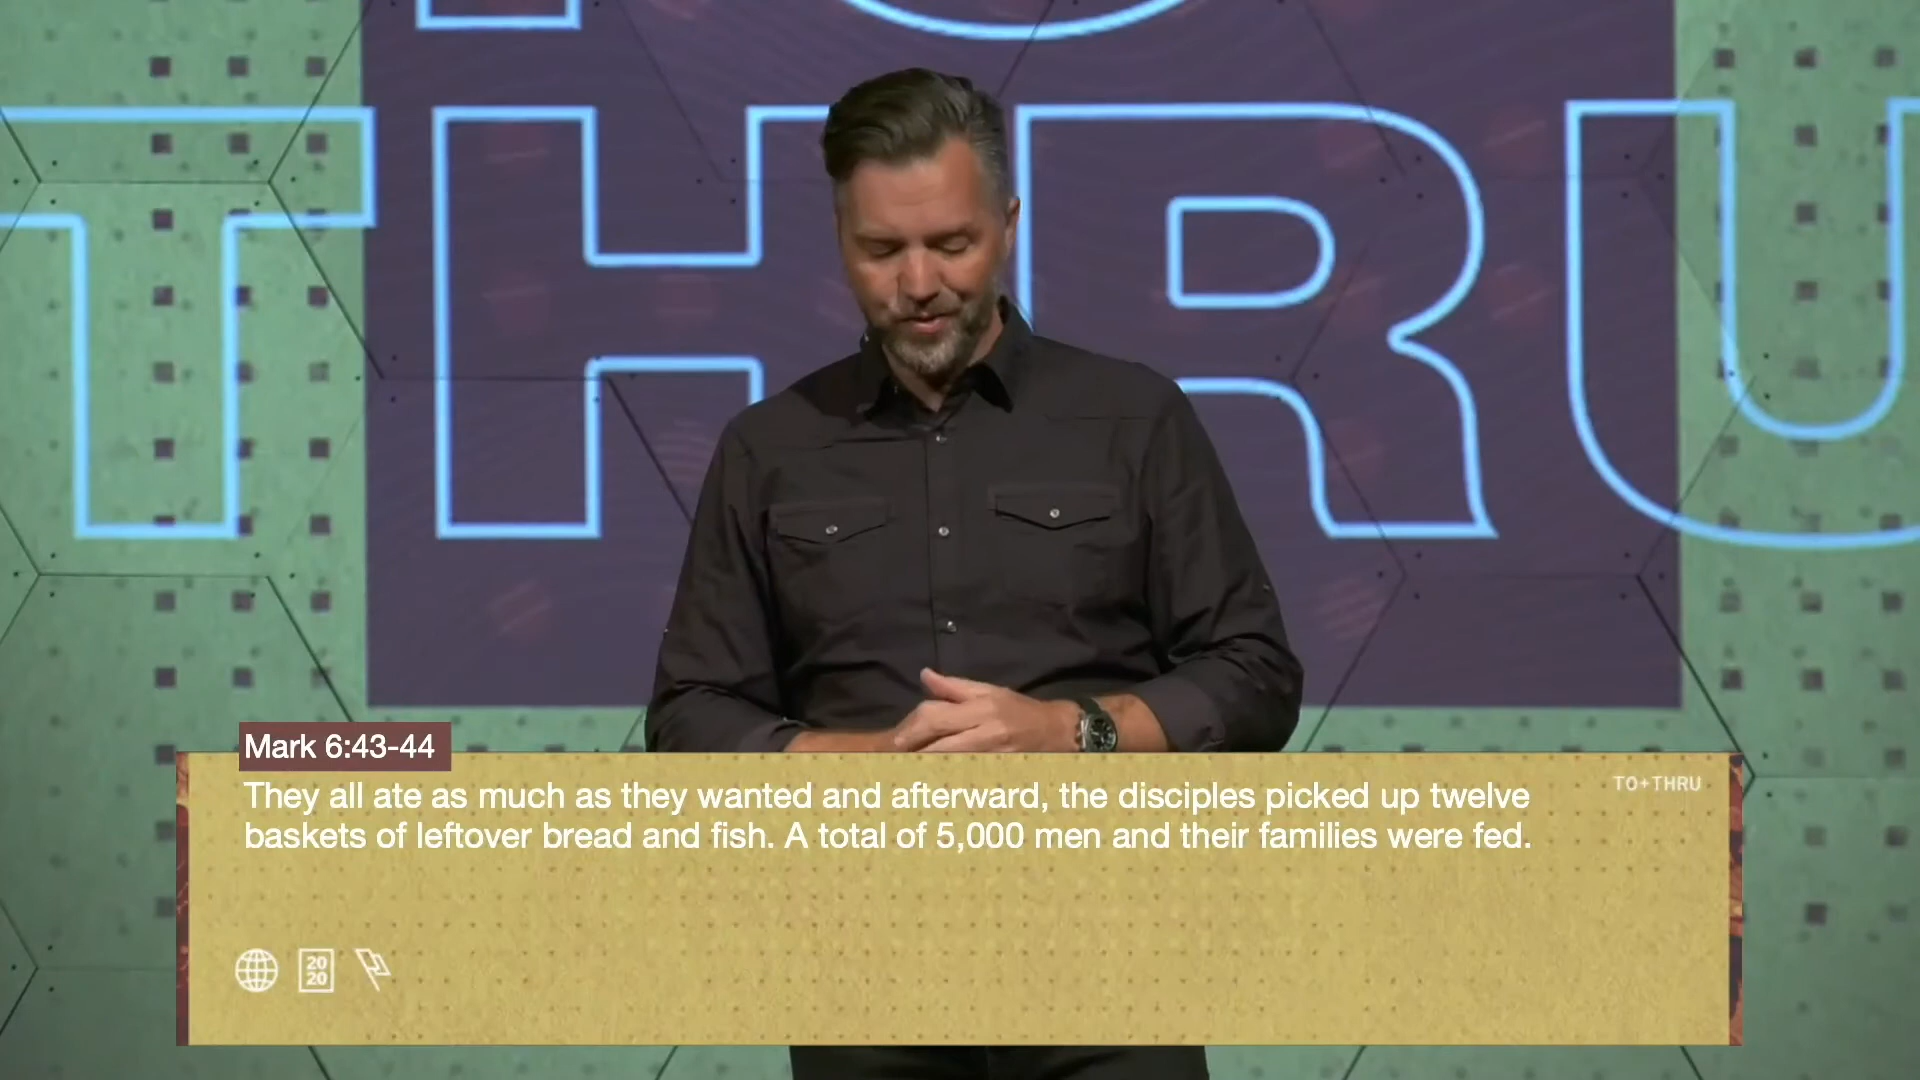 THRU
Mark 6:43-44
TO+THRU
They all ate as much as they wanted and afterward, the disciples picked up twelve
baskets of leftover bread and fish. A total of 5,000 men and their families were fed.
20
20